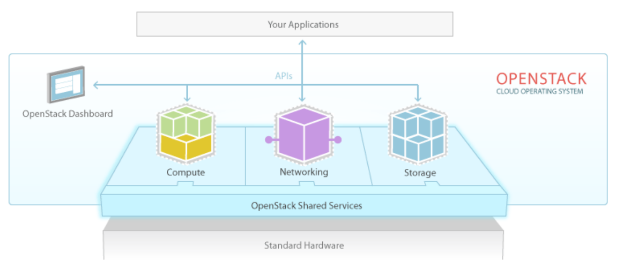 Your Applications
APIs
OPENSTACK
CLOUD OPERATING SYSTEM
OpenStack Dashboard
Compute
Networking
Storage
OpenStack Shared Services
Standard Hardware